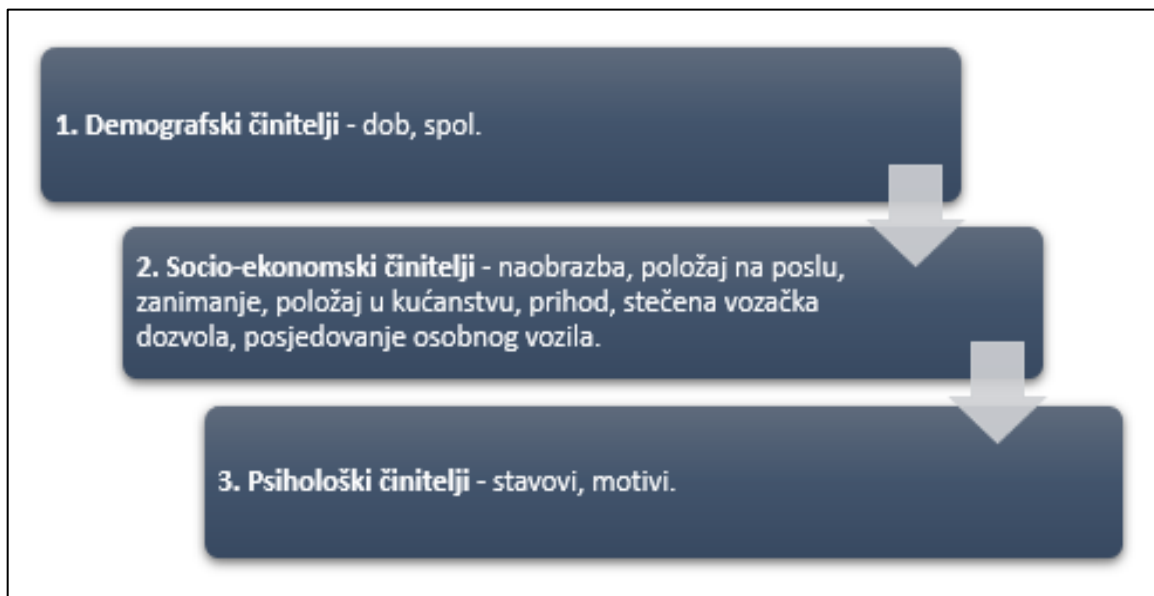 1. Demografski činitelji - dob, spol.
2. Socio-ekonomski činitelji - naobrazba, položaj na poslu,
zanimanje, položaj u kućanstvu, prihod, stečena vozačka
dozvola, posjedovanje osobnog vozila.
3. Psihološki činitelji - stavovi, motivi.